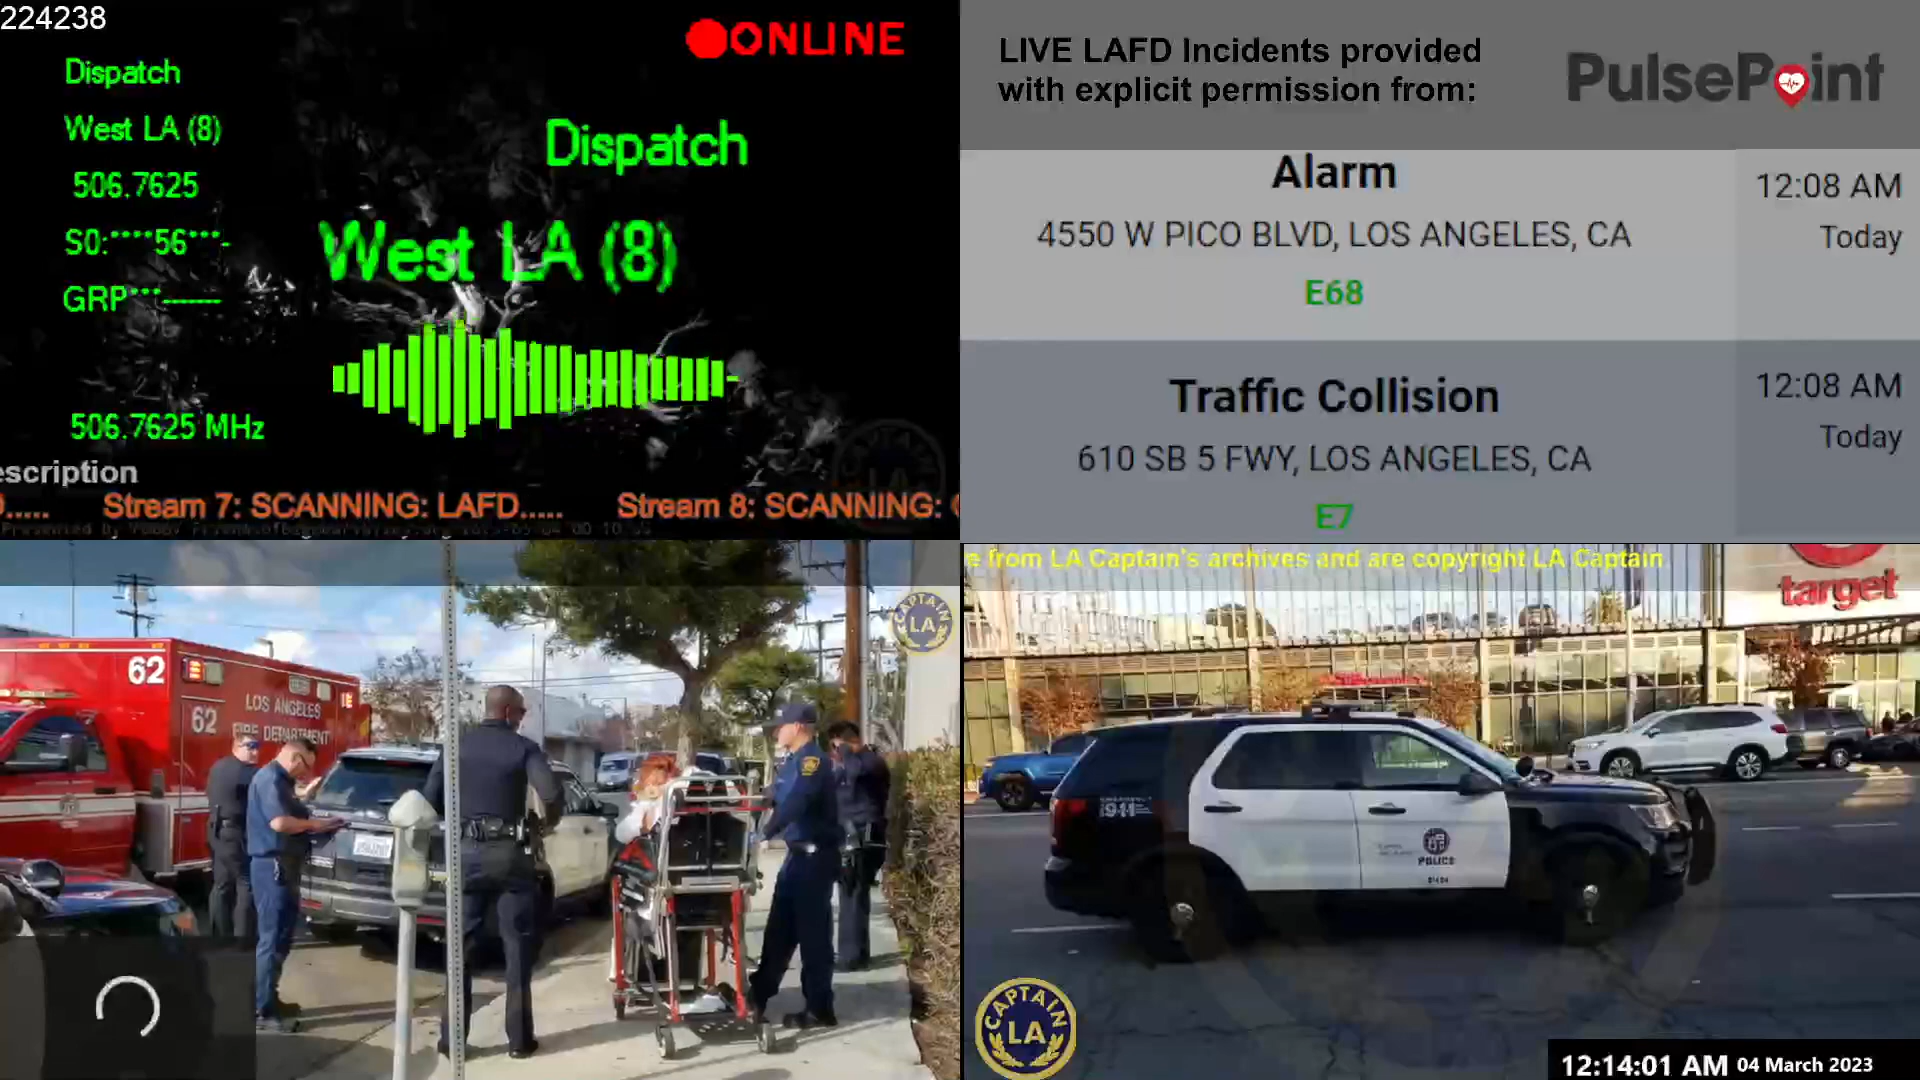 224238
ONLINE
Dispatch
West LA (8)
506.7625
S0:****56***-
GRP***-------
Dispatch
West LA (8)
506.7625 MHz
escription
Stream 7: SCANNING: LAFD..... Stream 8: SCANNING:
LIVE LAFD Incidents provided
with explicit permission from:
PulsePoint
Alarm
12:08 AM
4550 W PICO BLVD, LOS ANGELES, CA
Today
E68
Traffic Collision
12:08 AM
610 SB 5 FWY, LOS ANGELES, CA
Today
E7
62
62
LOS ANGELES
FIRE DEPARTMENT
CAPTAIN
LA
e from LA Captain's archives and are copyright LA Captain
target
911
POLICE
CAPTAIN
LA
12:14:01 AM 04 March 2023